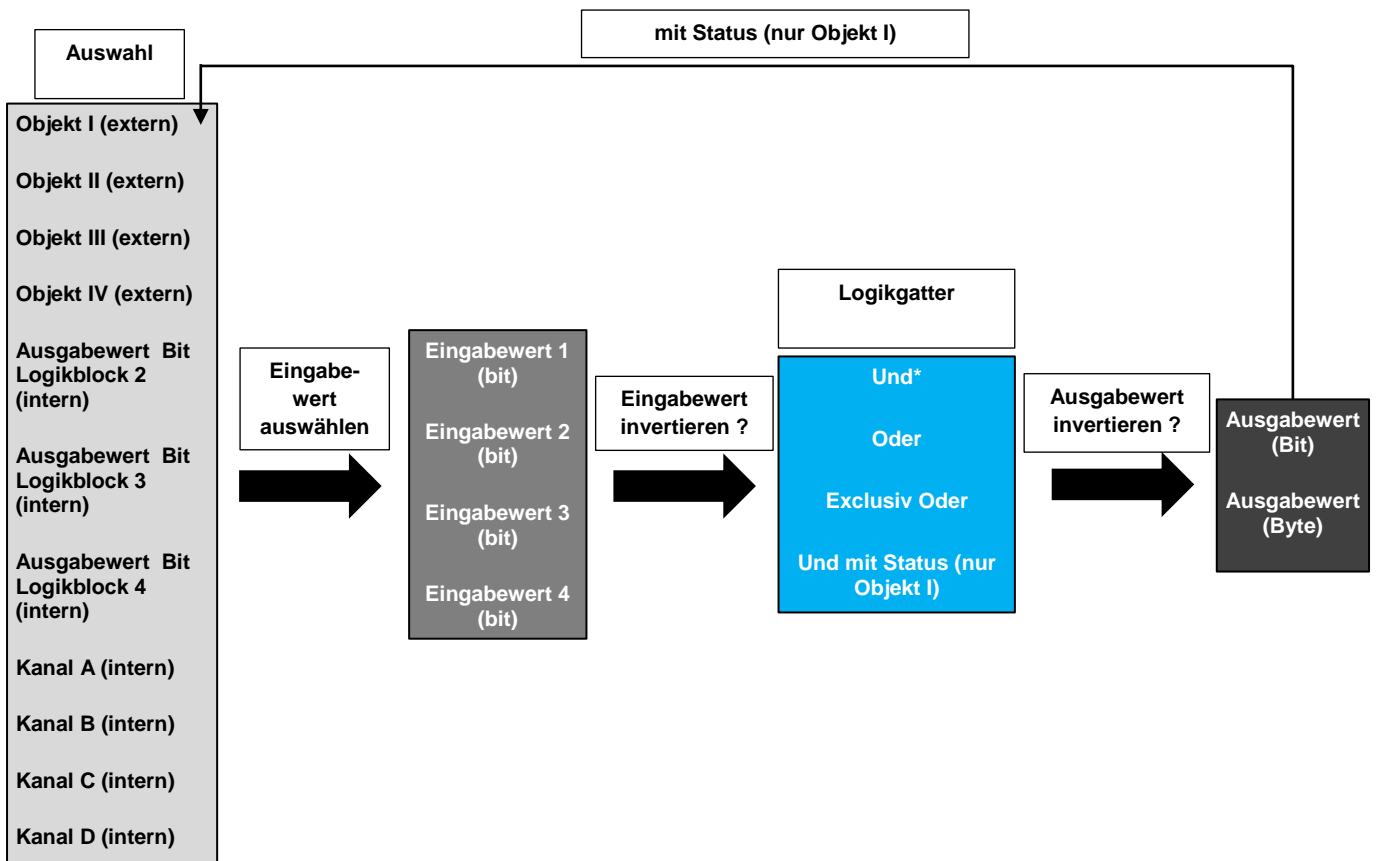 mit Status (nur Objekt I)
Auswahl
Objekt I (extern)
Objekt II (extern)
Objekt III (extern)
Objekt IV (extern)
Ausgabewert Bit
Logikblock 2
(intern)
Ausgabewert Bit
Logikblock 3
(intern)
Ausgabewert Bit
Logikblock 4
(intern)
Kanal A (intern)
Kanal B (intern)
Kanal C (intern)
Kanal D (intern)
Eingabe-
wert
auswählen
Eingabewert 1
(bit)
Eingabewert 2
(bit)
Eingabewert 3
(bit)
Eingabewert 4
(bit)
Eingabewert
invertieren ?
Logikgatter
Und*
Oder
Exclusiv Oder
Und mit Status (nur
Objekt I)
Ausgabewert
invertieren ?
Ausgabewert
(Bit)
Ausgabewert
(Byte)